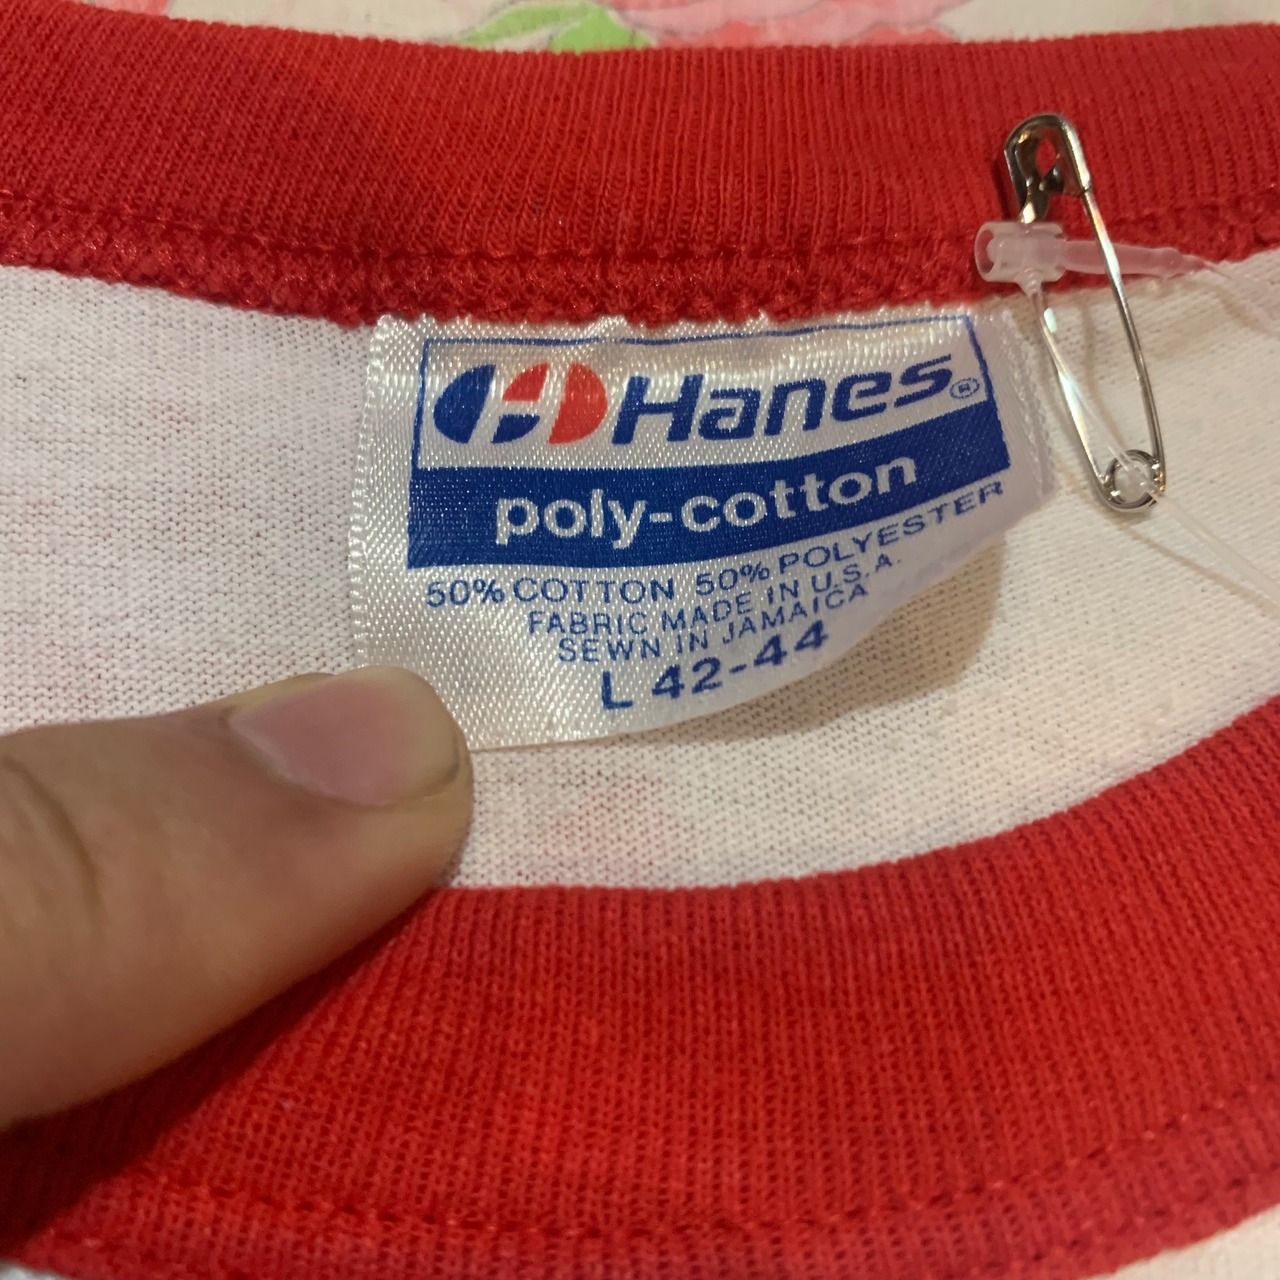 Hanes®
poly-cotton
50% COTTON 50% POLYESTER
FABRIC MADE IN U.S.A.
SEWN IN JAMAICA
L 42-44